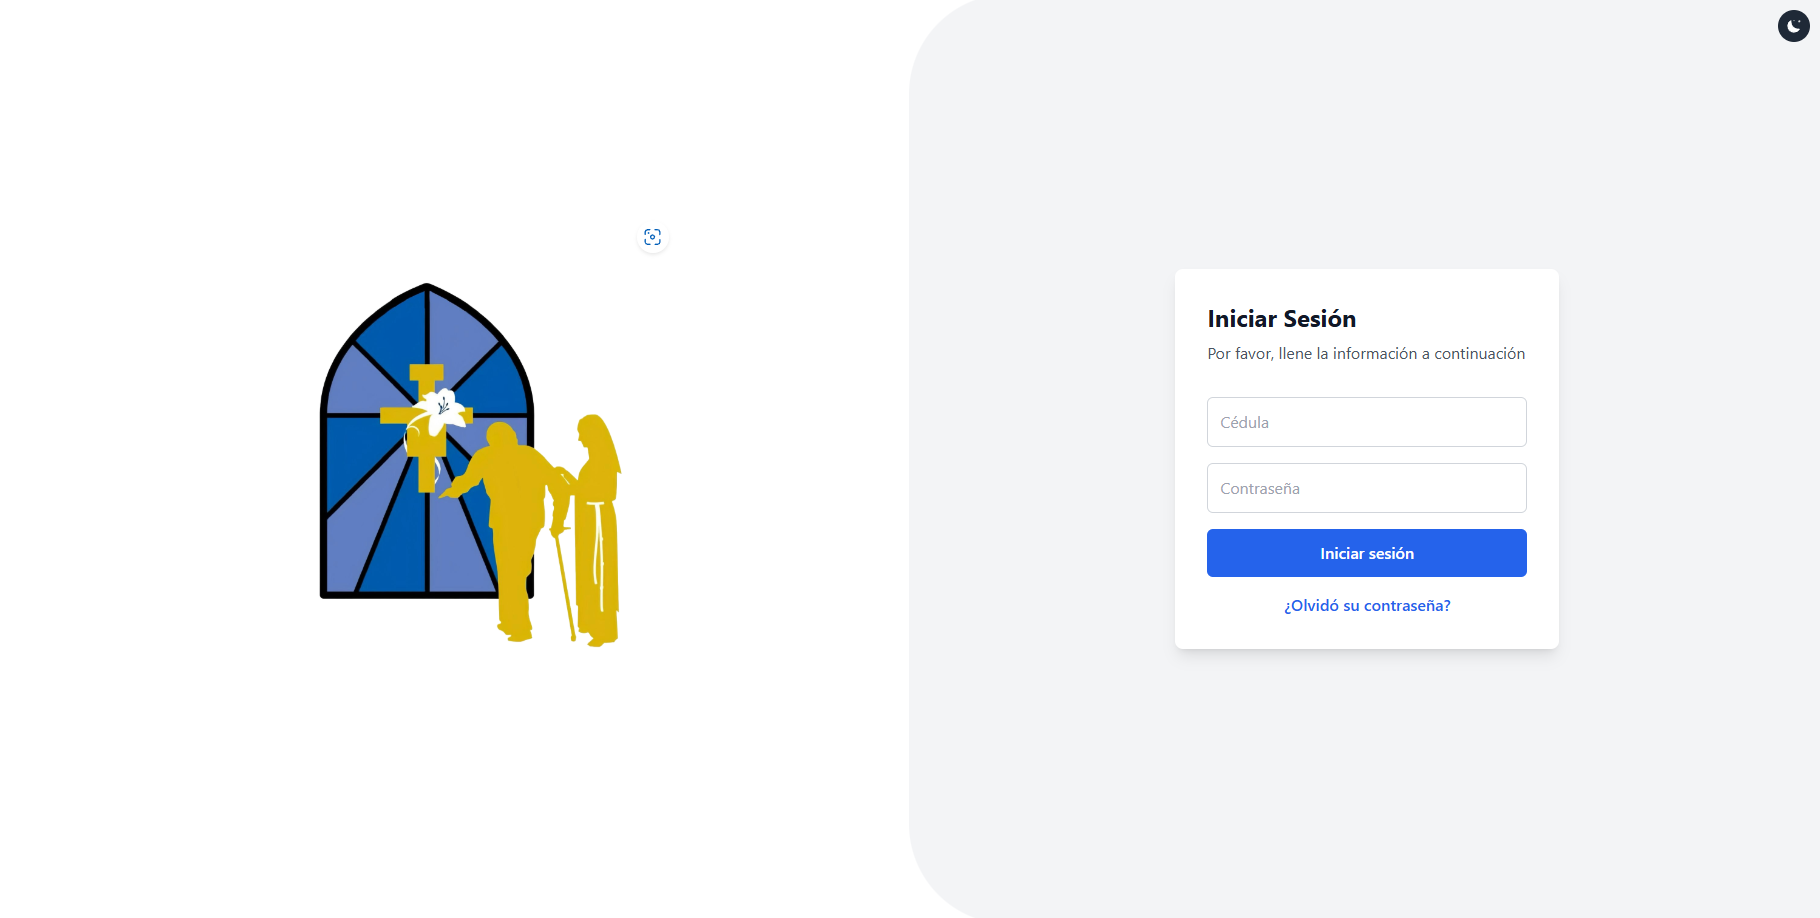 Iniciar Sesión
Por favor, llene la información a continuación
Cédula
Contraseña
Iniciar sesión
¿Olvidó su contraseña?